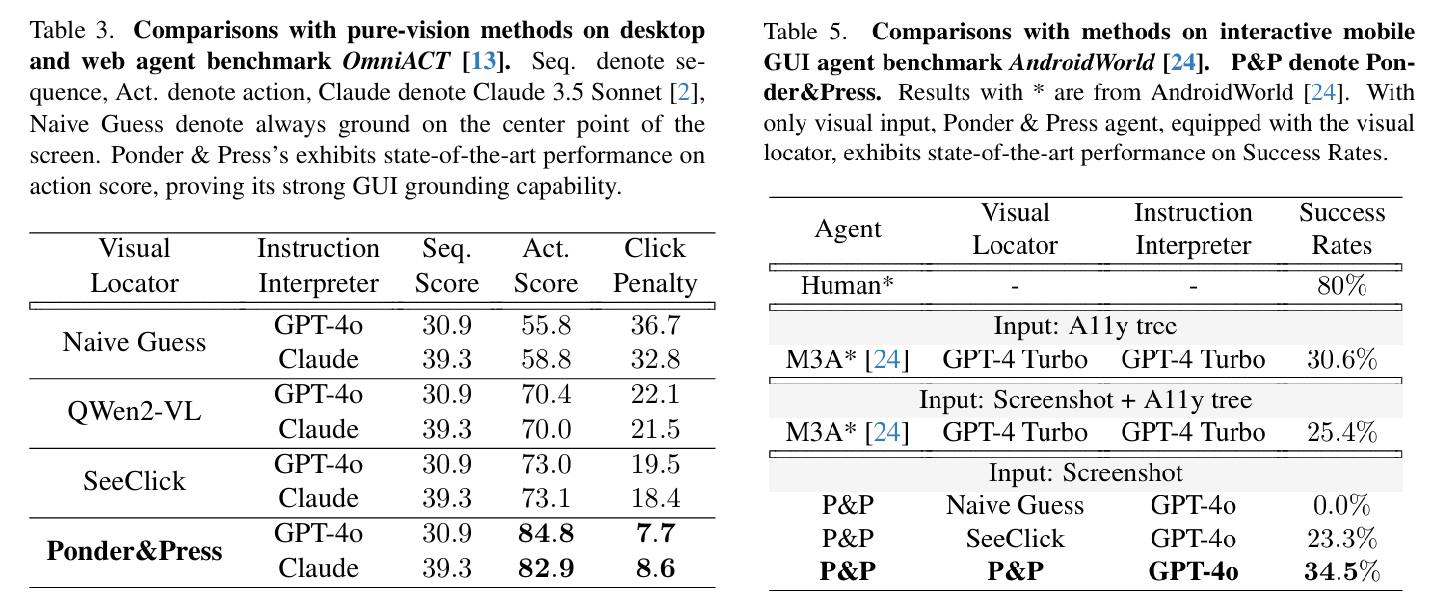 Table 3. Comparisons with pure-vision methods on desktop
and web agent benchmark OmniACT [13]. Seq. denote se-
quence, Act. denote action, Claude denote Claude 3.5 Sonnet [2],
Naive Guess denote always ground on the center point of the
screen. Ponder & Press's exhibits state-of-the-art performance on
action score, proving its strong GUI grounding capability.
Visual Locator Instruction Interpreter Seq. Score Act. Score Click Penalty
Naive Guess GPT-4o 30.9 55.8 36.7
Claude 39.3 58.8 32.8
QWen2-VL GPT-4o 30.9 70.4 22.1
Claude 39.3 70.0 21.5
SeeClick GPT-4o 30.9 73.0 19.5
Claude 39.3 73.1 18.4
Ponder&Press GPT-4o 30.9 84.8 7.7
Claude 39.3 82.9 8.6
Table 5. Comparisons with methods on interactive mobile
GUI agent benchmark AndroidWorld [24]. P&P denote Pon-
der&Press. Results with * are from AndroidWorld [24]. With
only visual input, Ponder & Press agent, equipped with the visual
locator, exhibits state-of-the-art performance on Success Rates.
Agent Visual Locator Instruction Interpreter Success Rates
Human* - - 80%
Input: A11y tree
M3A* [24] GPT-4 Turbo GPT-4 Turbo 30.6%
Input: Screenshot + A11y tree
M3A* [24] GPT-4 Turbo GPT-4 Turbo 25.4%
Input: Screenshot
P&P Naive Guess GPT-4o 0.0%
P&P SeeClick GPT-4o 23.3%
P&P P&P GPT-4o 34.5%